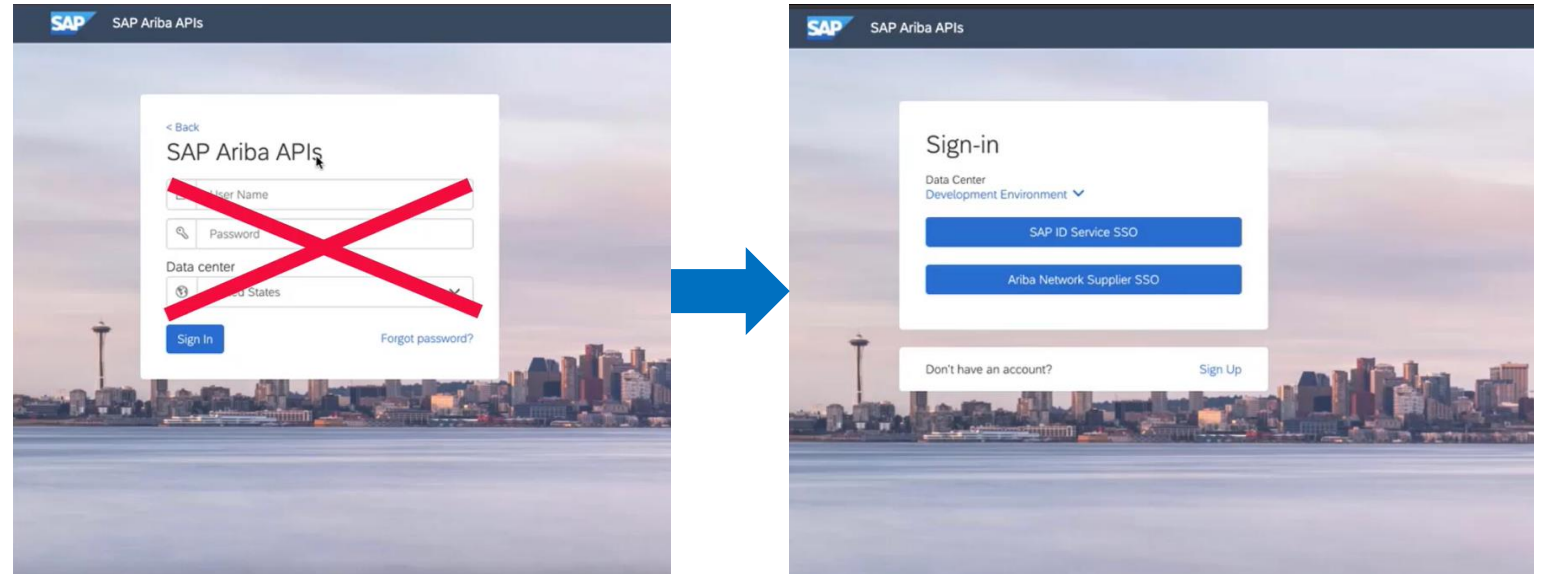 SAP SAP Ariba APIs
< Back
SAP Ariba APIs
User Name
Password
Data center
States
Sign In Forgot password?
SAP SAP Ariba APIs
Sign-in
Data Center
Development Environment
SAP ID Service SSO
Ariba Network Supplier SSO
Don't have an account? Sign Up